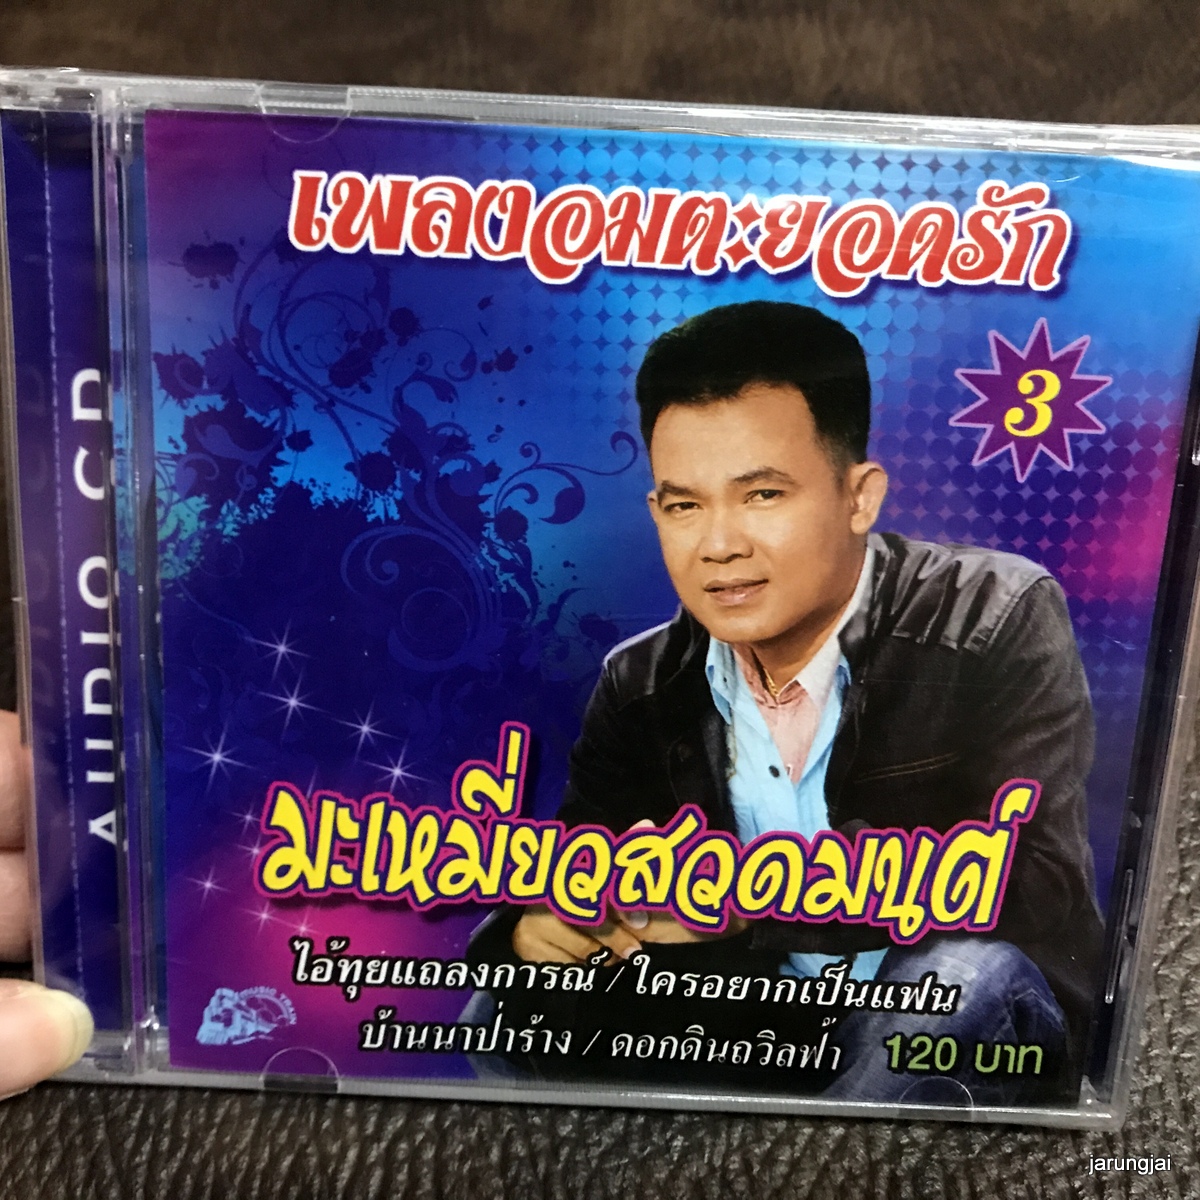 เพลงอมตะยอดรัก
3
AUDIO CD
มะเหมี่ยวสวดมนต์
ไอ้ทุยแถลงการณ์ / ใครอยากเป็นแฟน
บ้านนาป่าร้าง / ดอกดินถวิลฟ้า
120 บาท
MUSIC TRAIN
jarungjai